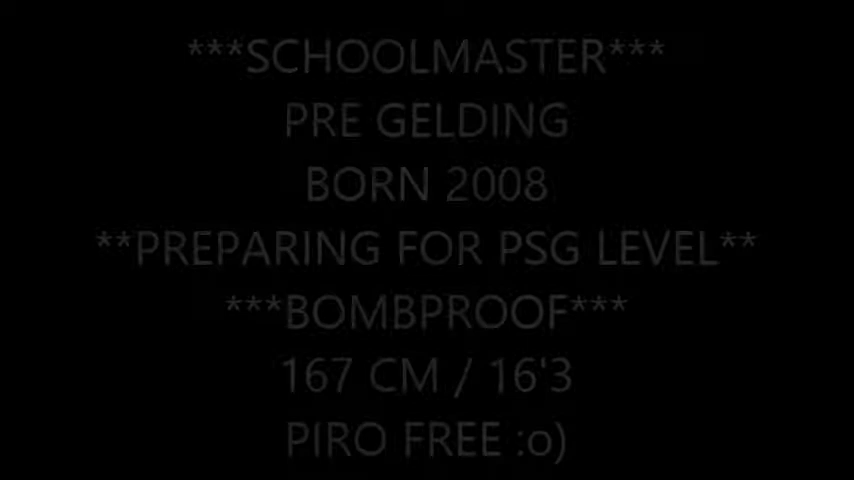 ***SCHOOLMASTER***
PRE GELDING
BORN 2008
**PREPARING FOR PSG LEVEL**
***BOMBPROOF***
167 CM / 16'3
PIRO FREE :o)